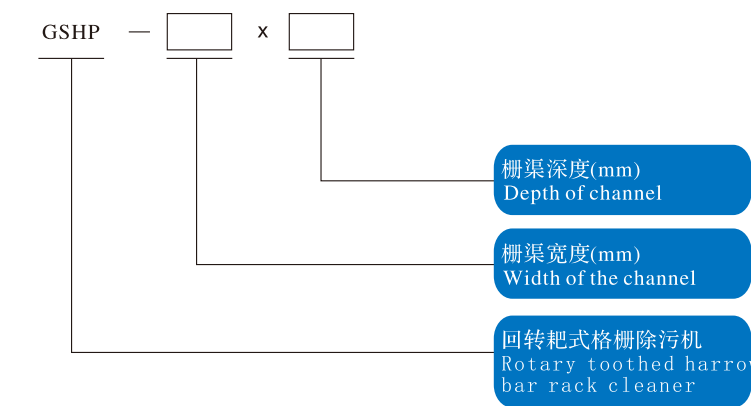 GSHP — x
栅渠深度(mm)
Depth of channel
栅渠宽度(mm)
Width of the channel
回转耙式格栅除污机
Rotary toothed harrow
bar rack cleaner